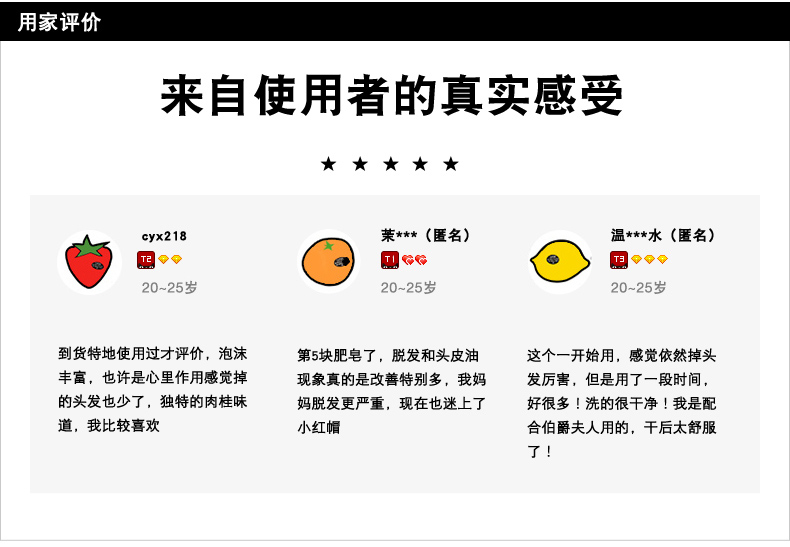 用家评价
来自使用者的真实感受
★ ★ ★ ★ ★
cyx218
T2
20~25岁
到货特地使用过才评价，泡沫
丰富，也许是心里作用感觉掉
的头发也少了，独特的肉桂味
道，我比较喜欢
茉***（匿名）
T1
20~25岁
第5块肥皂了，脱发和头皮油
现象真的是改善特别多，我妈
妈脱发更严重，现在也迷上了
小红帽
温***水（匿名）
T3
20~25岁
这个一开始用，感觉依然掉头
发厉害，但是用了一段时间，
好很多！洗的很干净！我是配
合伯爵夫人用的，干后太舒服
了！